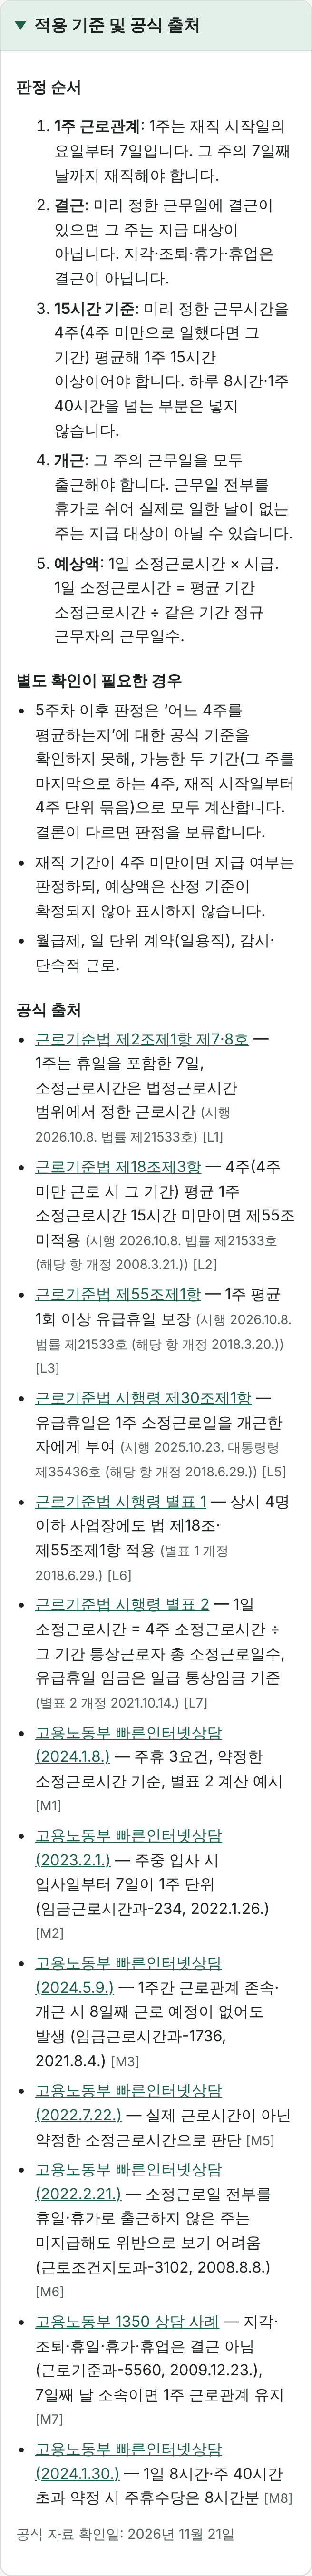 ▼ 적용 기준 및 공식 출처
판정 순서
1. 1주 근로관계: 1주는 재직 시작일의
요일부터 7일입니다. 그 주의 7일째
날까지 재직해야 합니다.
2. 결근: 미리 정한 근무일에 결근이
있으면 그 주는 지급 대상이
아닙니다. 지각·조퇴·휴가·휴업은
결근이 아닙니다.
3. 15시간 기준: 미리 정한 근무시간을
4주(4주 미만으로 일했다면 그
기간) 평균해 1주 15시간
이상이어야 합니다. 하루 8시간·1주
40시간을 넘는 부분은 넣지
않습니다.
4. 개근: 그 주의 근무일을 모두
출근해야 합니다. 근무일 전부를
휴가로 쉬어 실제로 일한 날이 없는
주는 지급 대상이 아닐 수 있습니다.
5. 예상액: 1일 소정근로시간 × 시급.
1일 소정근로시간 = 평균 기간
소정근로시간 ÷ 같은 기간 정규
근무자의 근무일수.
별도 확인이 필요한 경우
• 5주차 이후 판정은 ‘어느 4주를
평균하는지’에 대한 공식 기준을
확인하지 못해, 가능한 두 기간(그 주를
마지막으로 하는 4주, 재직 시작일부터
4주 단위 묶음)으로 모두 계산합니다.
결론이 다르면 판정을 보류합니다.
• 재직 기간이 4주 미만이면 지급 여부는
판정하되, 예상액은 산정 기준이
확정되지 않아 표시하지 않습니다.
• 월급제, 일 단위 계약(일용직), 감시·
단속적 근로.
공식 출처
• 근로기준법 제2조제1항 제7·8호 —
1주는 휴일을 포함한 7일,
소정근로시간은 법정근로시간
범위에서 정한 근로시간 (시행
2026.10.8. 법률 제21533호) [L1]
• 근로기준법 제18조제3항 — 4주(4주
미만 근로 시 그 기간) 평균 1주
소정근로시간 15시간 미만이면 제55조
미적용 (시행 2026.10.8. 법률 제21533호
(해당 항 개정 2008.3.21.)) [L2]
• 근로기준법 제55조제1항 — 1주 평균
1회 이상 유급휴일 보장 (시행 2026.10.8.
법률 제21533호 (해당 항 개정 2018.3.20.))
[L3]
• 근로기준법 시행령 제30조제1항 —
유급휴일은 1주 소정근로일을 개근한
자에게 부여 (시행 2025.10.23. 대통령령
제35436호 (해당 항 개정 2018.6.29.)) [L5]
• 근로기준법 시행령 별표 1 — 상시 4명
이하 사업장에도 법 제18조·
제55조제1항 적용 (별표 1 개정
2018.6.29.) [L6]
• 근로기준법 시행령 별표 2 — 1일
소정근로시간 = 4주 소정근로시간 ÷
그 기간 통상근로자 총 소정근로일수,
유급휴일 임금은 일급 통상임금 기준
(별표 2 개정 2021.10.14.) [L7]
• 고용노동부 빠른인터넷상담
(2024.1.8.) — 주휴 3요건, 약정한
소정근로시간 기준, 별표 2 계산 예시
[M1]
• 고용노동부 빠른인터넷상담
(2023.2.1.) — 주중 입사 시
입사일부터 7일이 1주 단위
(임금근로시간과-234, 2022.1.26.)
[M2]
• 고용노동부 빠른인터넷상담
(2024.5.9.) — 1주간 근로관계 존속·
개근 시 8일째 근로 예정이 없어도
발생 (임금근로시간과-1736,
2021.8.4.) [M3]
• 고용노동부 빠른인터넷상담
(2022.7.22.) — 실제 근로시간이 아닌
약정한 소정근로시간으로 판단 [M5]
• 고용노동부 빠른인터넷상담
(2022.2.21.) — 소정근로일 전부를
휴일·휴가로 출근하지 않은 주는
미지급해도 위반으로 보기 어려움
(근로조건지도과-3102, 2008.8.8.)
[M6]
• 고용노동부 1350 상담 사례 — 지각·
조퇴·휴일·휴가·휴업은 결근 아님
(근로기준과-5560, 2009.12.23.),
7일째 날 소속이면 1주 근로관계 유지
[M7]
• 고용노동부 빠른인터넷상담
(2024.1.30.) — 1일 8시간·주 40시간
초과 약정 시 주휴수당은 8시간분 [M8]
공식 자료 확인일: 2026년 11월 21일